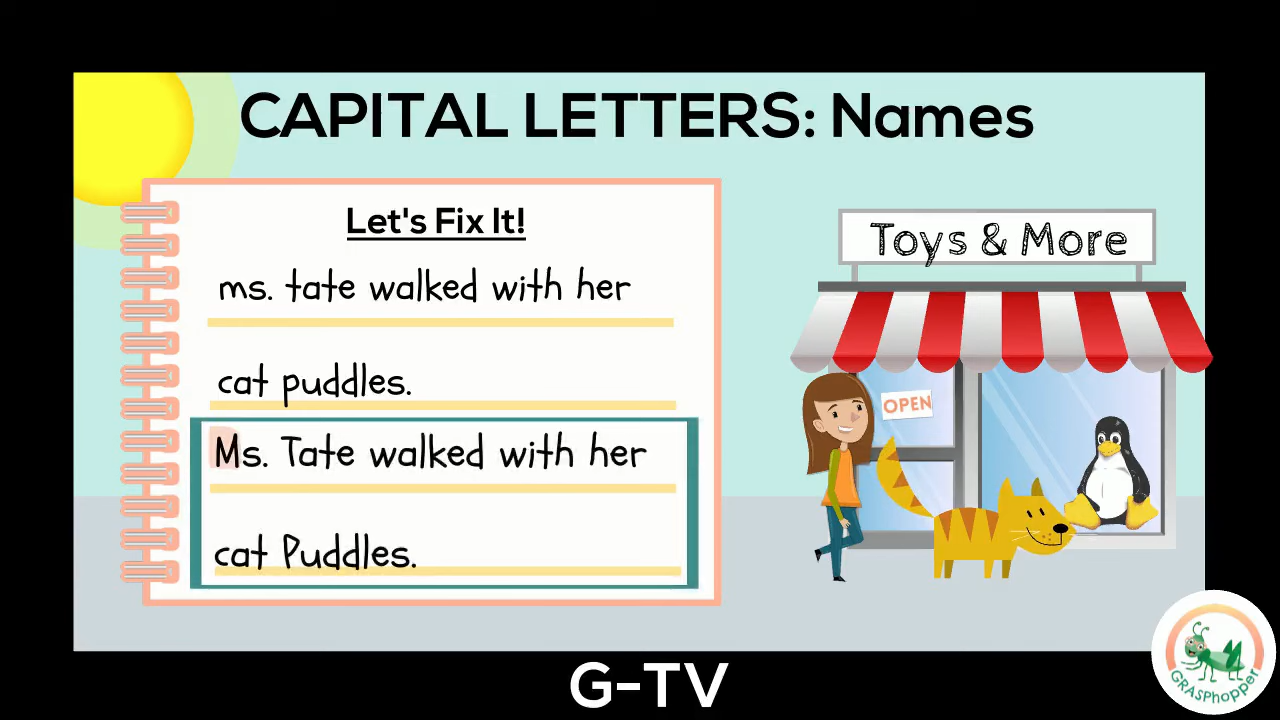 CAPITAL LETTERS: Names
Let's Fix It!
ms. tate walked with her
cat puddles.
Ms. Tate walked with her
cat Puddles.
Toys & More
OPEN
G-TV
GRASPhopper